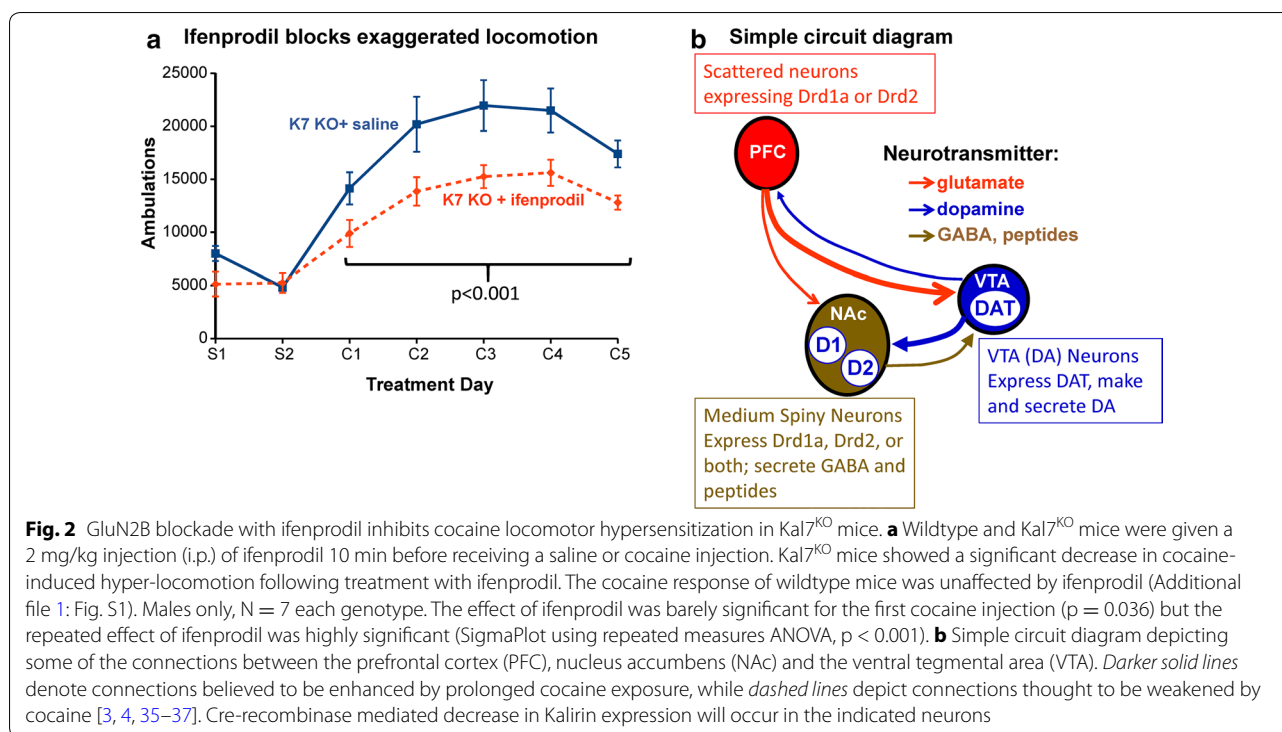 a Ifenprodil blocks exaggerated locomotion
25000
20000
15000
10000
5000
0
Ambulations
K7 KO+ saline
K7 KO + ifenprodil
p<0.001
S1 S2 C1 C2 C3 C4 C5
Treatment Day
b Simple circuit diagram
Scattered neurons
expressing Drd1a or Drd2
PFC
Neurotransmitter:
glutamate
dopamine
GABA, peptides
VTA
DAT
NAc
D1
D2
VTA (DA) Neurons
Express DAT, make
and secrete DA
Medium Spiny Neurons
Express Drd1a, Drd2, or
both; secrete GABA and
peptides
Fig. 2 GluN2B blockade with ifenprodil inhibits cocaine locomotor hypersensitization in Kal7KO mice. a Wildtype and Kal7KO mice were given a
2 mg/kg injection (i.p.) of ifenprodil 10 min before receiving a saline or cocaine injection. Kal7KO mice showed a significant decrease in cocaine-
induced hyper-locomotion following treatment with ifenprodil. The cocaine response of wildtype mice was unaffected by ifenprodil (Additional
file 1: Fig. S1). Males only, N = 7 each genotype. The effect of ifenprodil was barely significant for the first cocaine injection (p = 0.036) but the
repeated effect of ifenprodil was highly significant (SigmaPlot using repeated measures ANOVA, p < 0.001). b Simple circuit diagram depicting
some of the connections between the prefrontal cortex (PFC), nucleus accumbens (NAc) and the ventral tegmental area (VTA). Darker solid lines
denote connections believed to be enhanced by prolonged cocaine exposure, while dashed lines depict connections thought to be weakened by
cocaine [3, 4, 35–37]. Cre-recombinase mediated decrease in Kalirin expression will occur in the indicated neurons